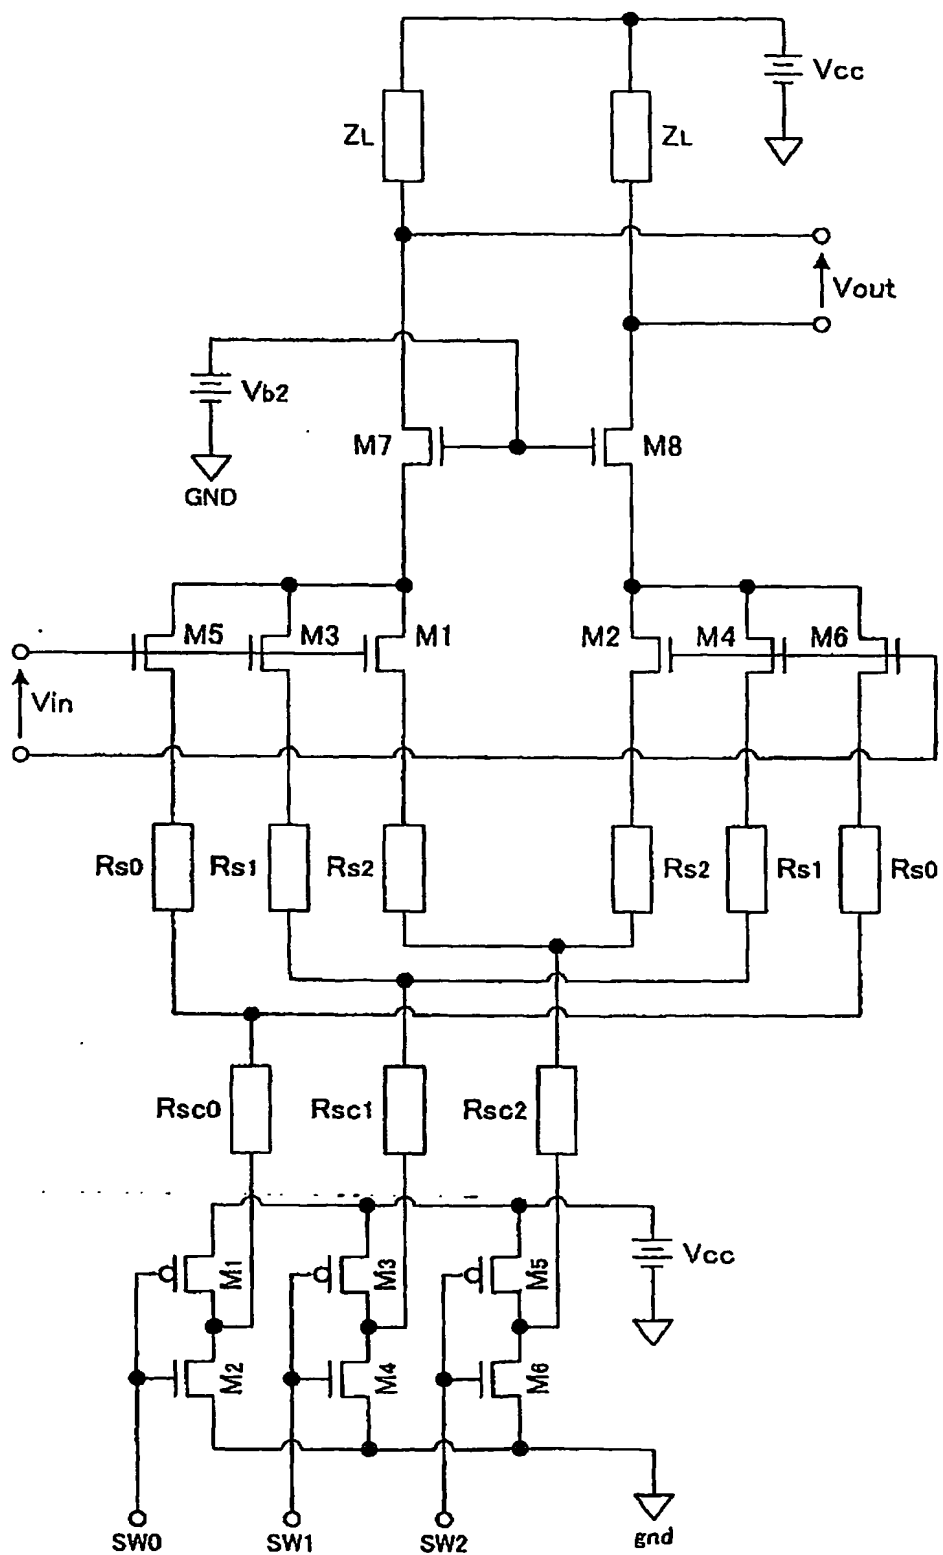 Vcc
ZL ZL
Vout
Vb2
M7 M8
GND
M5 M3 M1 M2 M4 M6
Vin
Rs0 Rs1 Rs2 Rs2 Rs1 Rs0
Rsc0 Rsc1 Rsc2
M1 M3 M5 Vcc
M2 M4 M6
SW0 SW1 SW2 gnd